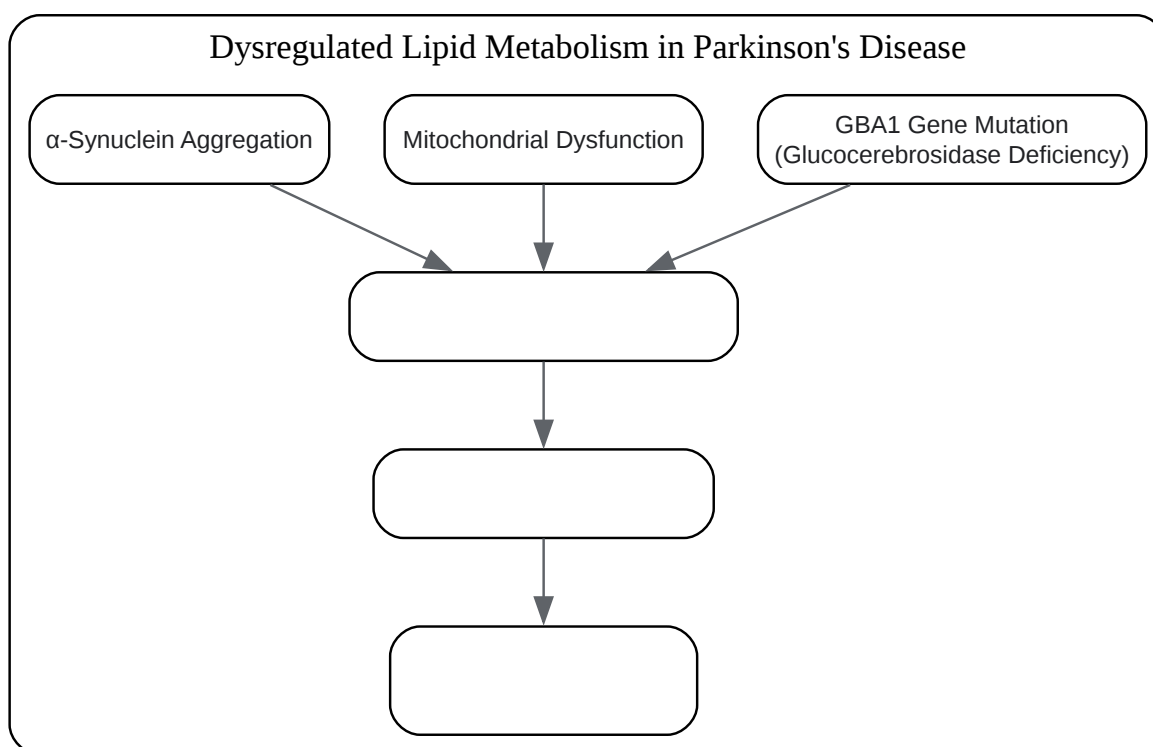 Dysregulated Lipid Metabolism in Parkinson's Disease
α-Synuclein Aggregation
Mitochondrial Dysfunction
GBA1 Gene Mutation
(Glucocerebrosidase Deficiency)